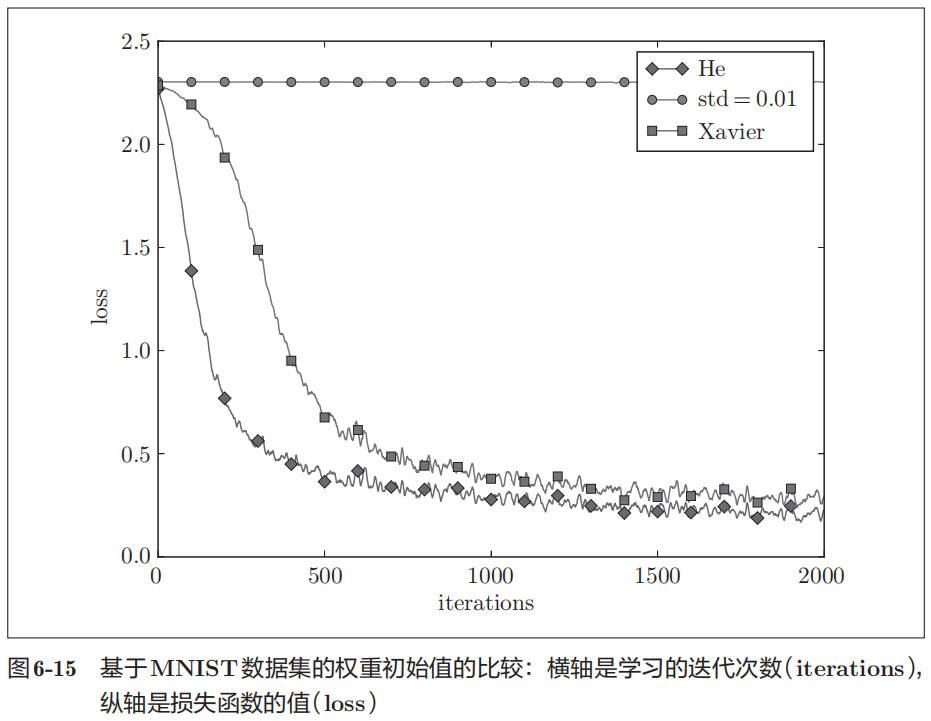 2.5
2.0
1.5
1.0
0.5
0.0
loss
He
std = 0.01
Xavier
0 500 1000 1500 2000
iterations
图6-15 基于MNIST数据集的权重初始值的比较：横轴是学习的迭代次数（iterations），
纵轴是损失函数的值（loss）